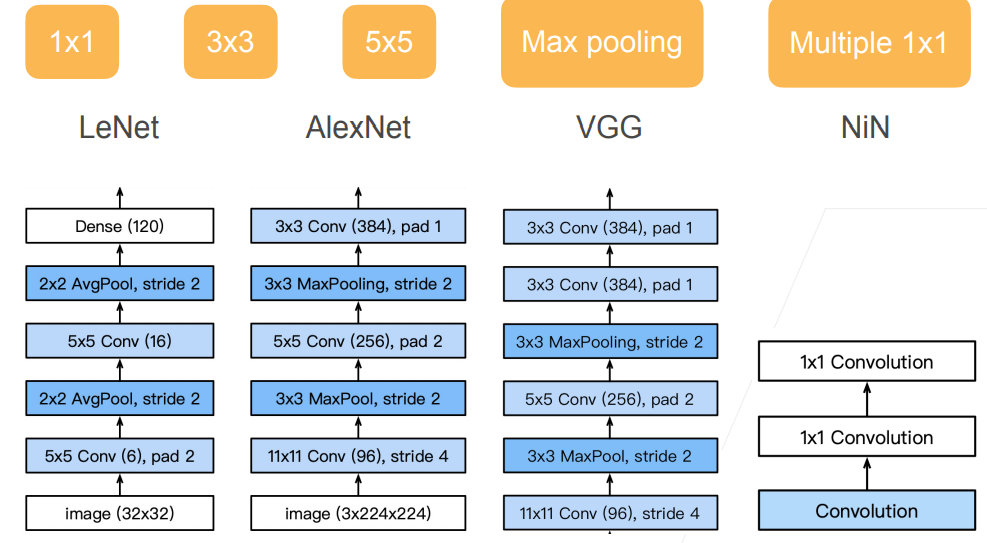 1x1
3x3
5x5
Max pooling
Multiple 1x1
LeNet
AlexNet
VGG
NiN
Dense (120)
2x2 AvgPool, stride 2
5x5 Conv (16)
2x2 AvgPool, stride 2
5x5 Conv (6), pad 2
image (32x32)
3x3 Conv (384), pad 1
3x3 MaxPooling, stride 2
5x5 Conv (256), pad 2
3x3 MaxPool, stride 2
11x11 Conv (96), stride 4
image (3x224x224)
3x3 Conv (384), pad 1
3x3 Conv (384), pad 1
3x3 MaxPooling, stride 2
5x5 Conv (256), pad 2
3x3 MaxPool, stride 2
11x11 Conv (96), stride 4
1x1 Convolution
1x1 Convolution
Convolution